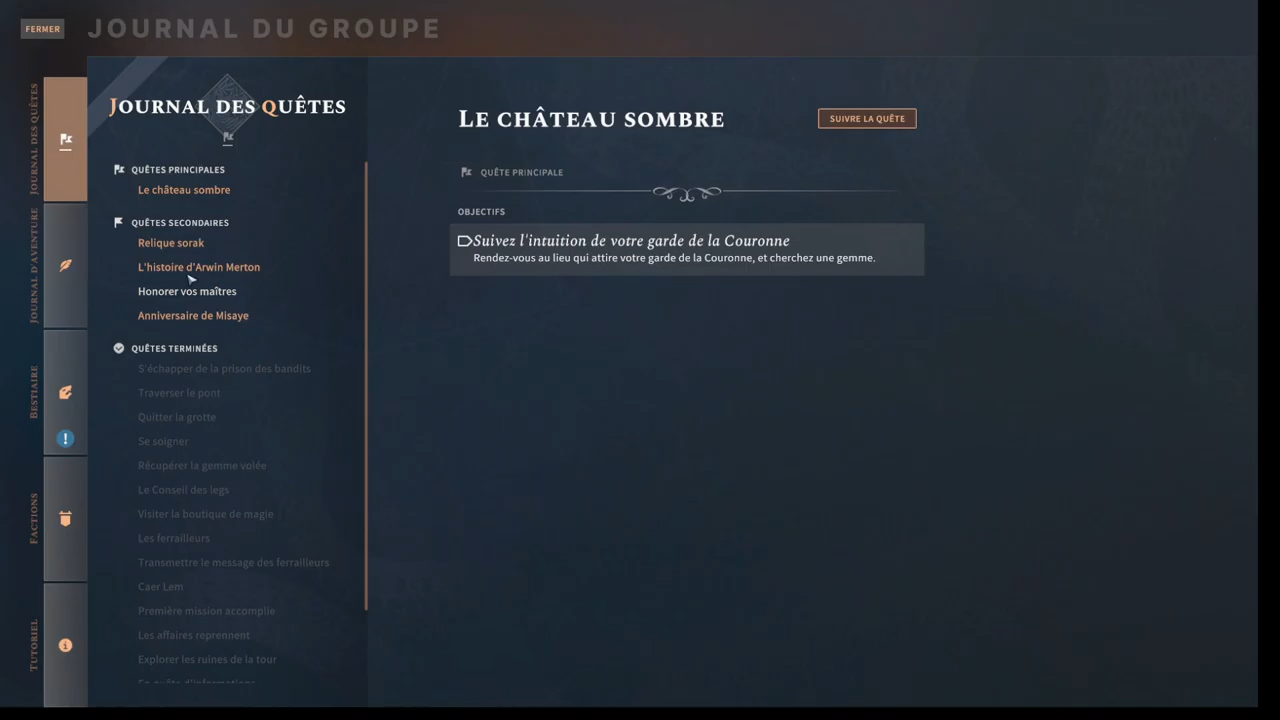 FERMER
JOURNAL DU GROUPE
JOURNAL DES QUÊTES
JOURNAL D'AVENTURE
BESTIAIRE
FACTIONS
TUTORIEL
JOURNAL DES QUÊTES
QUÊTES PRINCIPALES
Le château sombre
QUÊTES SECONDAIRES
Relique sorak
L'histoire d'Arwin Merton
Honorer vos maîtres
Anniversaire de Misaye
QUÊTES TERMINÉES
S'échapper de la prison des bandits
Traverser le pont
Quitter la grotte
Se soigner
Récupérer la gemme volée
Le Conseil des legs
Visiter la boutique de magie
Les ferrailleurs
Transmettre le message des ferrailleurs
Caer Lem
Première mission accomplie
Les affaires reprennent
Explorer les ruines de la tour
En quête d'informations
LE CHÂTEAU SOMBRE
SUIVRE LA QUÊTE
QUÊTE PRINCIPALE
OBJECTIFS
Suivez l'intuition de votre garde de la Couronne
Rendez-vous au lieu qui attire votre garde de la Couronne, et cherchez une gemme.